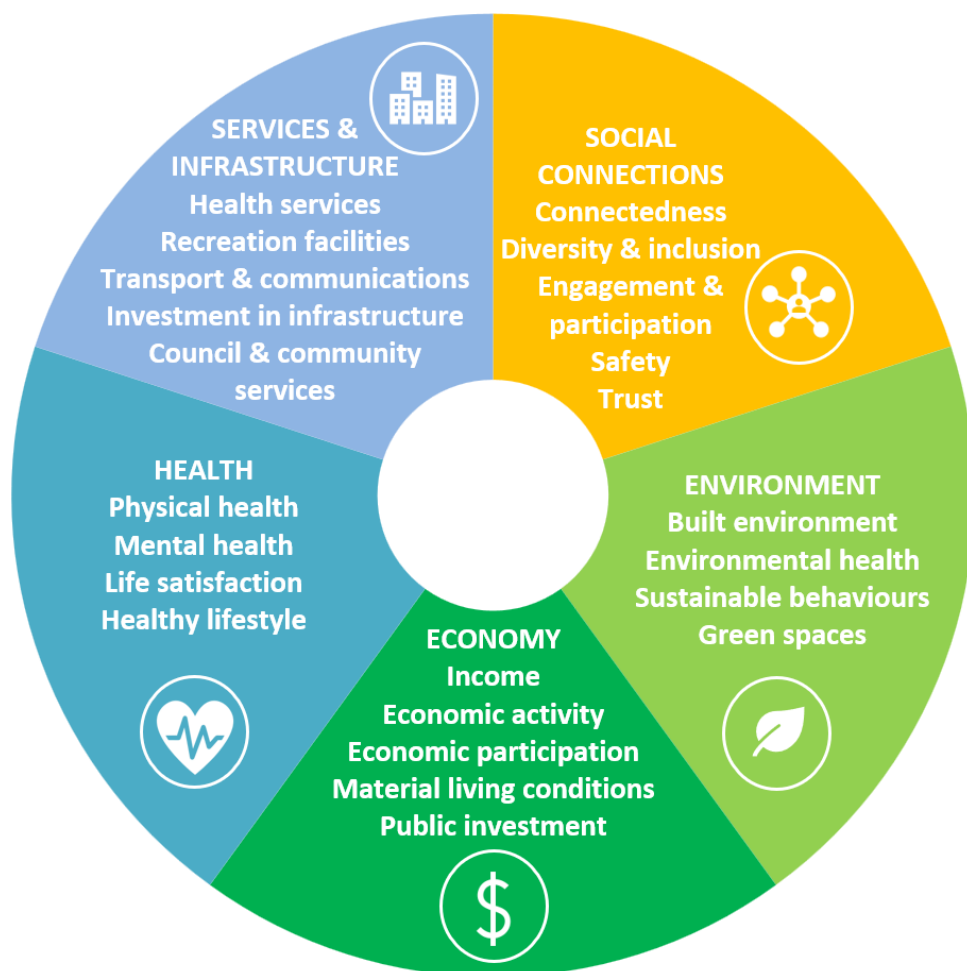 SERVICES &
INFRASTRUCTURE
Health services
Recreation facilities
Transport & communications
Investment in infrastructure
Council & community
services
SOCIAL
CONNECTIONS
Connectedness
Diversity & inclusion
Engagement &
participation
Safety
Trust
HEALTH
Physical health
Mental health
Life satisfaction
Healthy lifestyle
ENVIRONMENT
Built environment
Environmental health
Sustainable behaviours
Green spaces
ECONOMY
Income
Economic activity
Economic participation
Material living conditions
Public investment
$